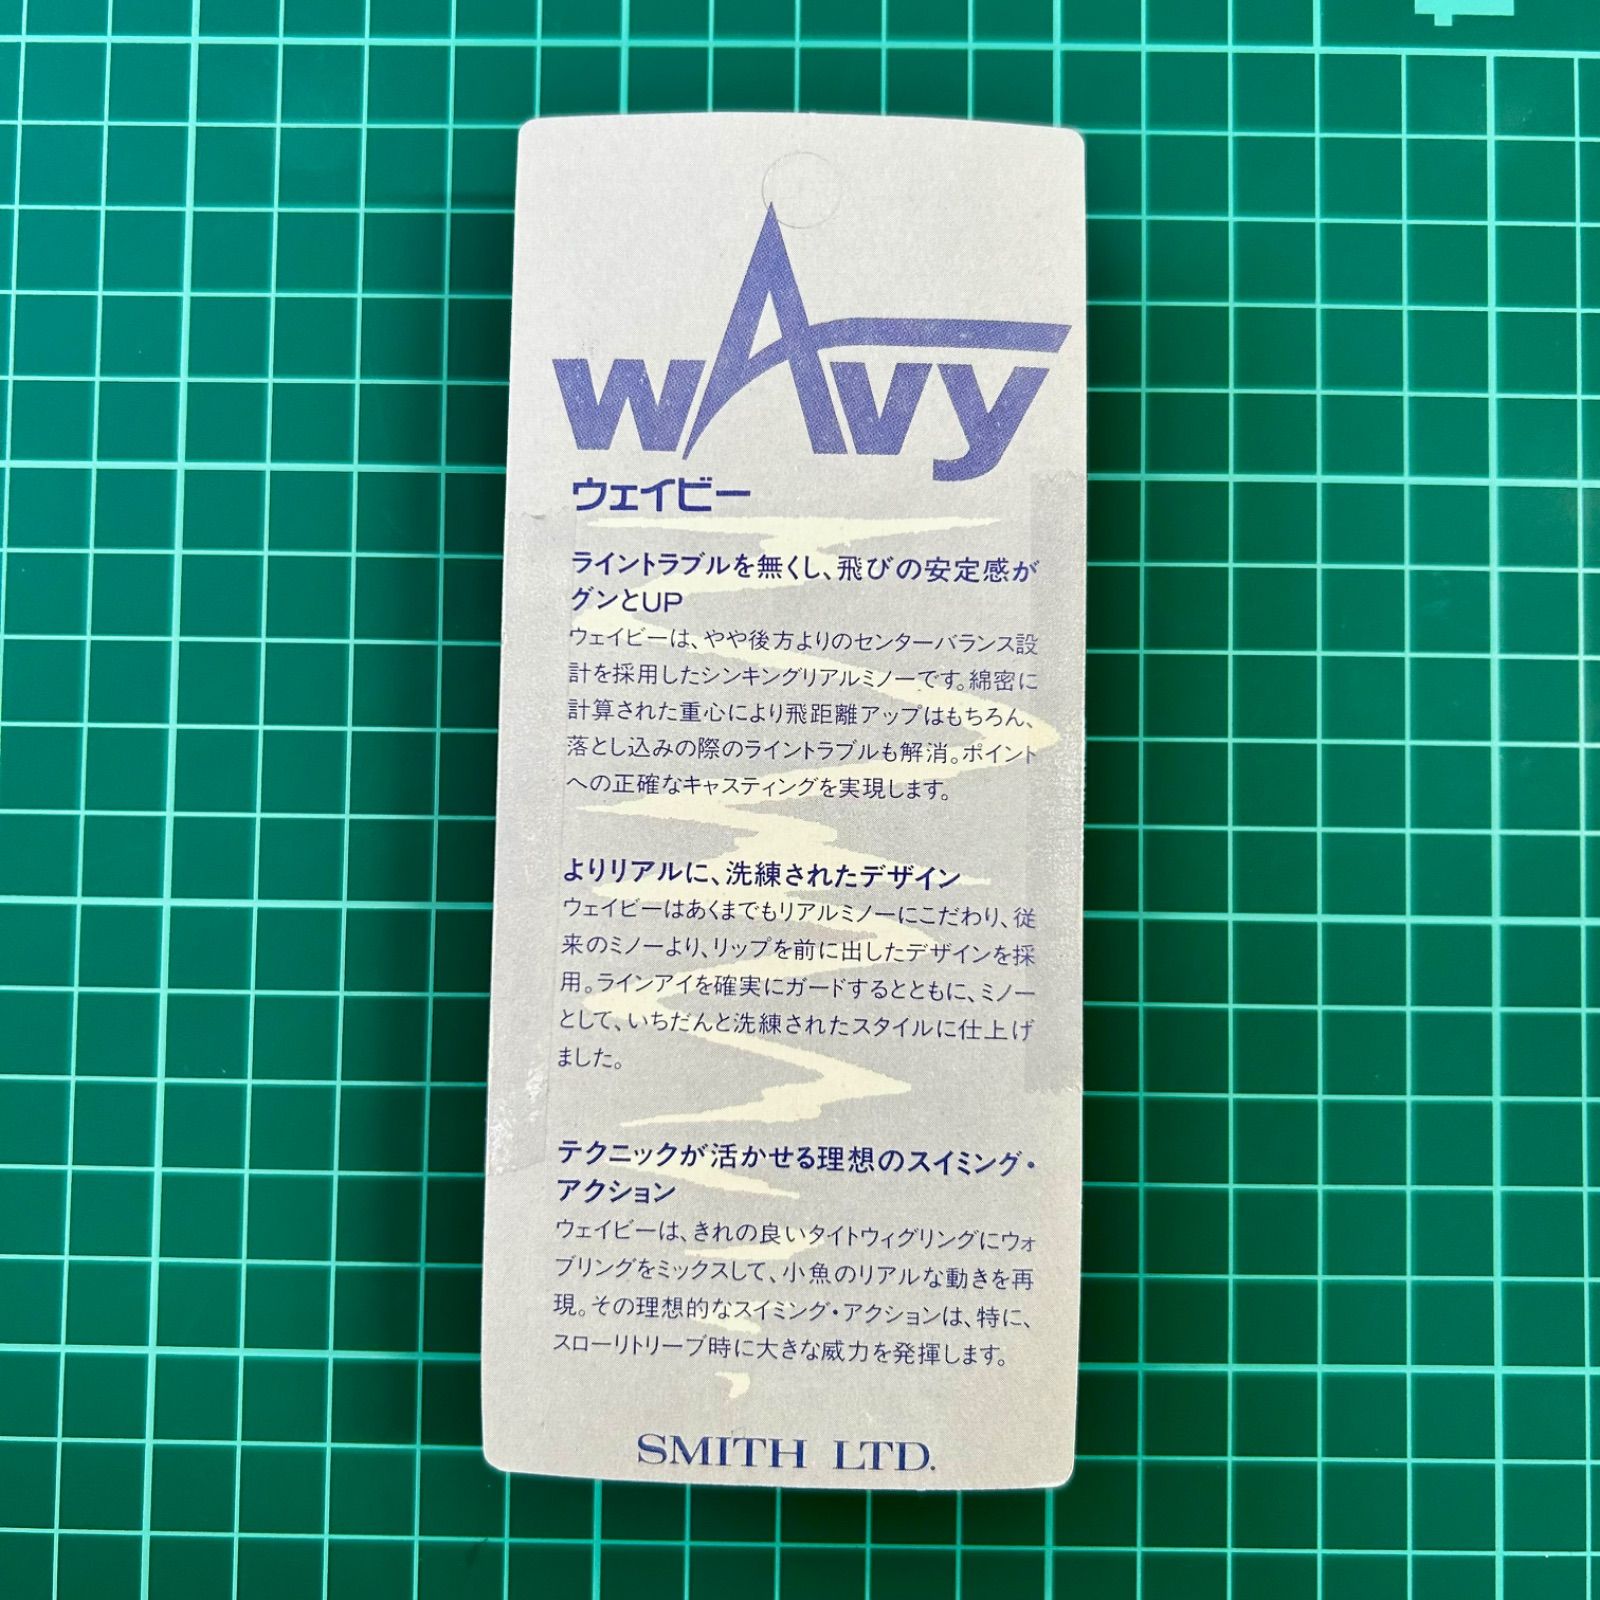 wAvy
ウェイビー
ライントラブルを無くし、飛びの安定感が
グンとUP
ウェイビーは、やや後方よりのセンターバランス設
計を採用したシンキングリアルミノーです。綿密に
計算された重心により飛距離アップはもちろん、
落とし込みの際のライントラブルも解消。ポイント
への正確なキャスティングを実現します。
よりリアルに、洗練されたデザイン
ウェイビーはあくまでもリアルミノーにこだわり、従
来のミノーより、リップを前に出したデザインを採
用。ラインアイを確実にガードするとともに、ミノー
として、いちだんと洗練されたスタイルに仕上げ
ました。
テクニックが活かせる理想のスイミング・
アクション
ウェイビーは、きれの良いタイトウィグリングにウォ
ブリングをミックスして、小魚のリアルな動きを再
現。その理想的なスイミング・アクションは、特に、
スローリトリーブ時に大きな威力を発揮します。
SMITH LTD.